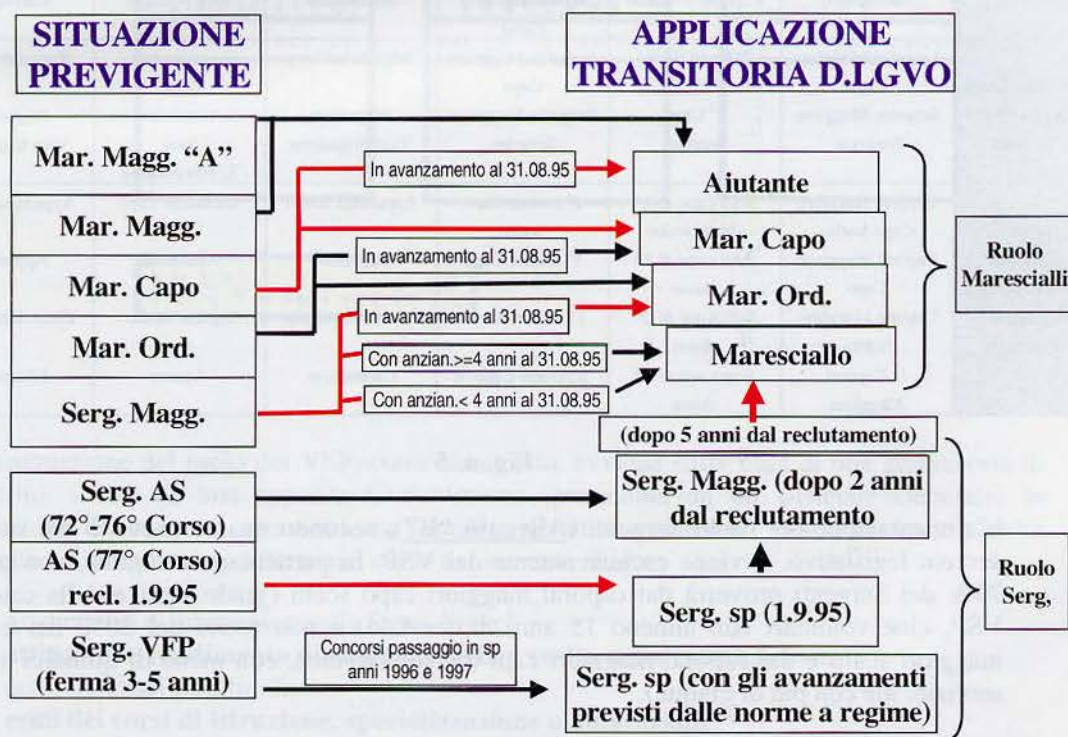 SITUAZIONE
PREVIGENTE
APPLICAZIONE
TRANSITORIA D.LGVO
Mar. Magg. “A”
Mar. Magg.
Mar. Capo
Mar. Ord.
Serg. Magg.
In avanzamento al 31.08.95
In avanzamento al 31.08.95
In avanzamento al 31.08.95
Con anzian.>=4 anni al 31.08.95
Con anzian.< 4 anni al 31.08.95
Aiutante
Mar. Capo
Mar. Ord.
Maresciallo
Ruolo
Marescialli
(dopo 5 anni dal reclutamento)
Serg. AS
(72°-76° Corso)
AS (77° Corso)
recl. 1.9.95
Serg. VFP
(ferma 3-5 anni)
Concorsi passaggio in sp
anni 1996 e 1997
Serg. Magg. (dopo 2 anni
dal reclutamento
Serg. sp (1.9.95)
Serg. sp (con gli avanzamenti
previsti dalle norme a regime)
Ruolo
Serg,